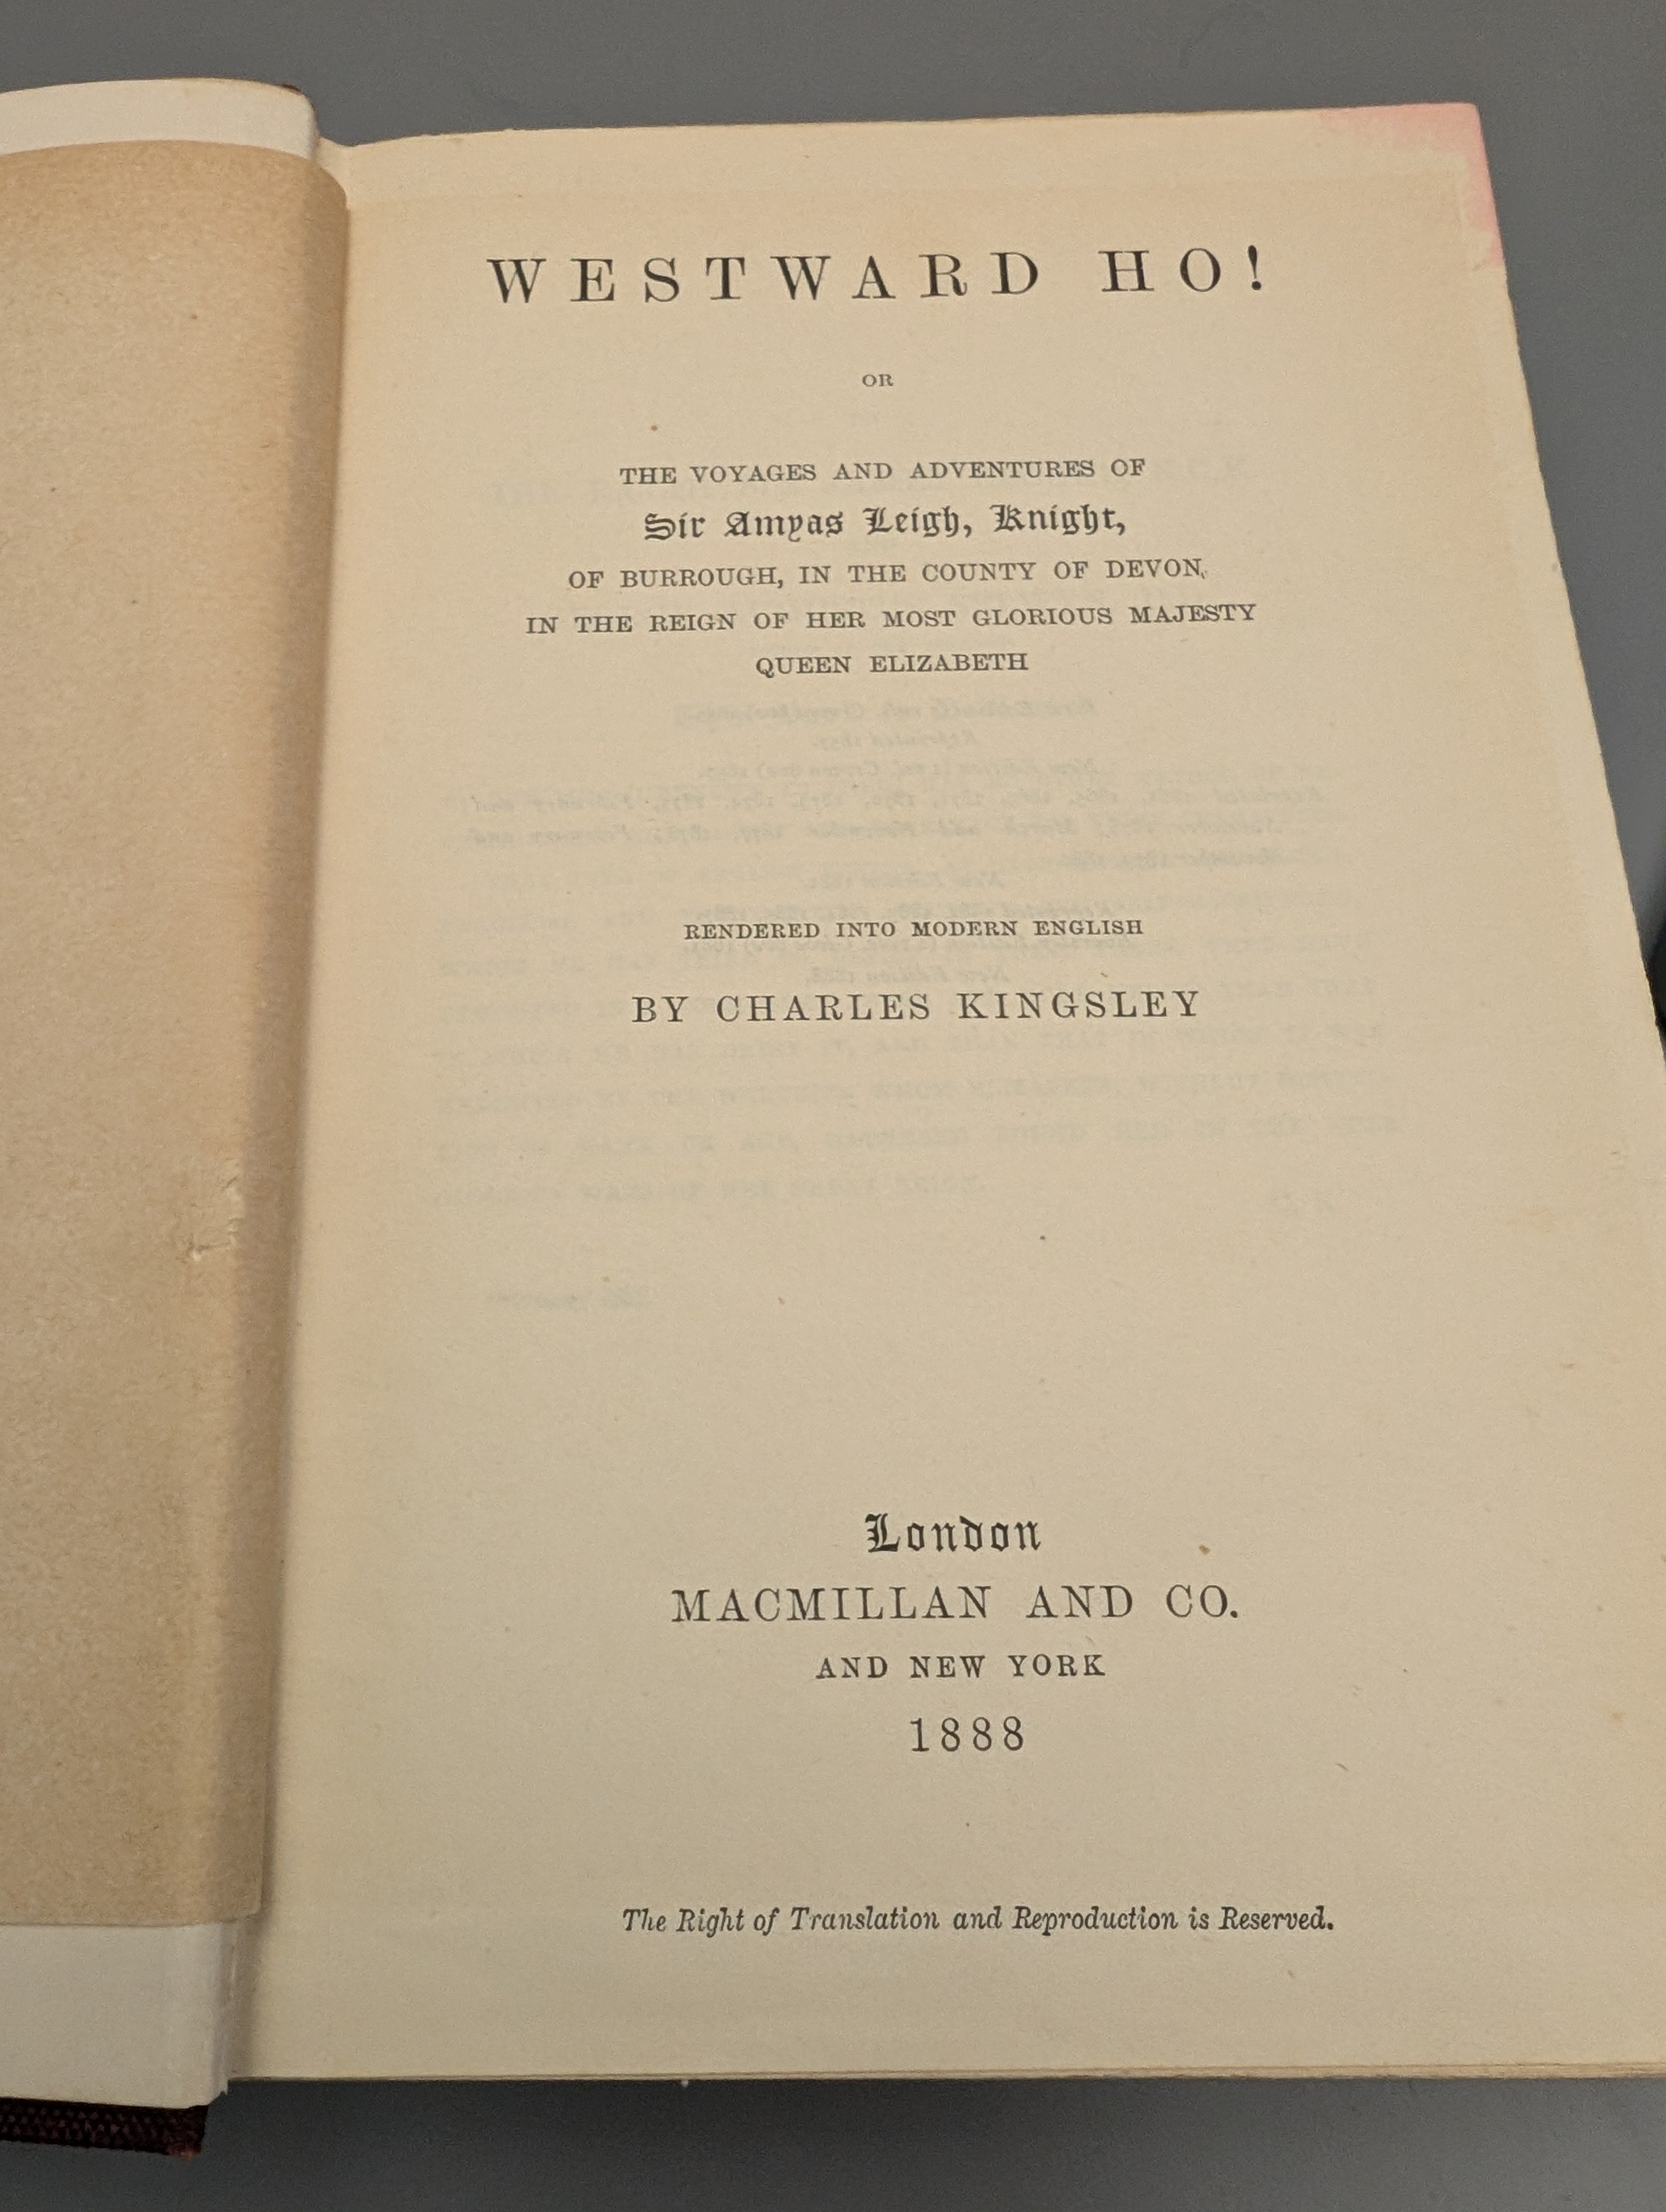 WESTWARD HO!
OR
THE VOYAGES AND ADVENTURES OF
Sir Amyas Leigh, Knight,
OF BURROUGH, IN THE COUNTY OF DEVON,
IN THE REIGN OF HER MOST GLORIOUS MAJESTY
QUEEN ELIZABETH
RENDERED INTO MODERN ENGLISH
BY CHARLES KINGSLEY
London
MACMILLAN AND CO.
AND NEW YORK
1888
The Right of Translation and Reproduction is Reserved.